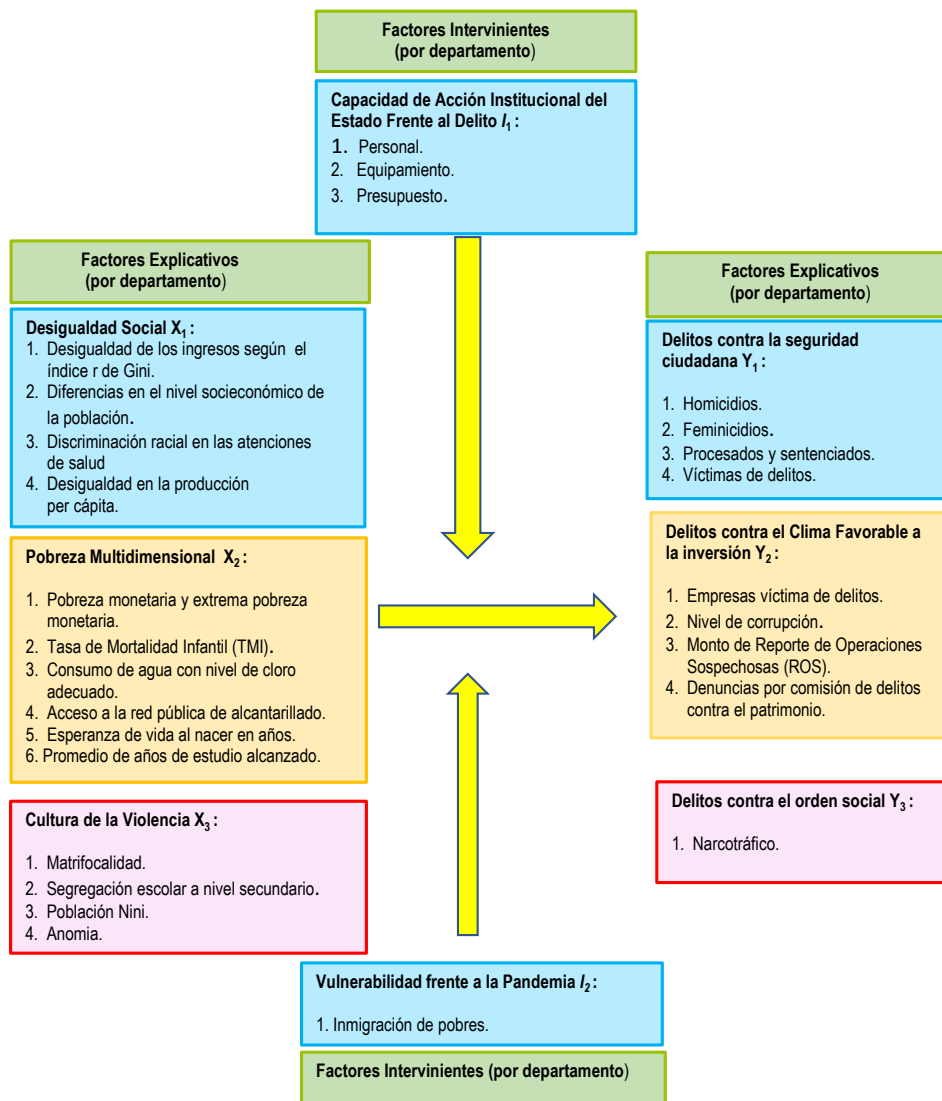 Factores Intervinientes
(por departamento)
Capacidad de Acción Institucional del
Estado Frente al Delito I1 :
1. Personal.
2. Equipamiento.
3. Presupuesto.
Factores Explicativos
(por departamento)
Desigualdad Social X1 :
1. Desigualdad de los ingresos según el
índice r de Gini.
2. Diferencias en el nivel socioeconómico de
la población.
3. Discriminación racial en las atenciones
de salud
4. Desigualdad en la producción
per cápita.
Pobreza Multidimensional X2 :
1. Pobreza monetaria y extrema pobreza
monetaria.
2. Tasa de Mortalidad Infantil (TMI).
3. Consumo de agua con nivel de cloro
adecuado.
4. Acceso a la red pública de alcantarillado.
5. Esperanza de vida al nacer en años.
6. Promedio de años de estudio alcanzado.
Cultura de la Violencia X3 :
1. Matrifocalidad.
2. Segregación escolar a nivel secundario.
3. Población Nini.
4. Anomia.
Factores Explicativos
(por departamento)
Delitos contra la seguridad
ciudadana Y1 :
1. Homicidios.
2. Feminicidios.
3. Procesados y sentenciados.
4. Víctimas de delitos.
Delitos contra el Clima Favorable a
la inversión Y2 :
1. Empresas víctima de delitos.
2. Nivel de corrupción.
3. Monto de Reporte de Operaciones
Sospechosas (ROS).
4. Denuncias por comisión de delitos
contra el patrimonio.
Delitos contra el orden social Y3 :
1. Narcotráfico.
Vulnerabilidad frente a la Pandemia I2 :
1. Inmigración de pobres.
Factores Intervinientes (por departamento)